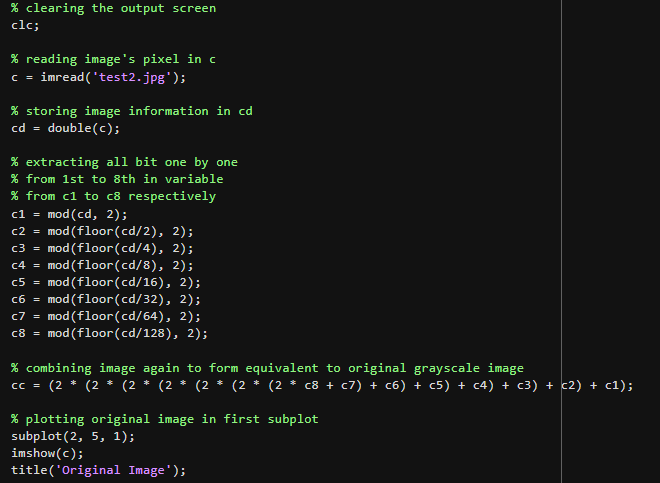 % clearing the output screen
clc;
% reading image's pixel in c
c = imread('test2.jpg');
% storing image information in cd
cd = double(c);
% extracting all bit one by one
% from 1st to 8th in variable
% from c1 to c8 respectively
c1 = mod(cd, 2);
c2 = mod(floor(cd/2), 2);
c3 = mod(floor(cd/4), 2);
c4 = mod(floor(cd/8), 2);
c5 = mod(floor(cd/16), 2);
c6 = mod(floor(cd/32), 2);
c7 = mod(floor(cd/64), 2);
c8 = mod(floor(cd/128), 2);
% combining image again to form equivalent to original grayscale image
cc = (2 * (2 * (2 * (2 * (2 * (2 * (2 * c8 + c7) + c6) + c5) + c4) + c3) + c2) + c1);
% plotting original image in first subplot
subplot(2, 5, 1);
imshow(c);
title('Original Image');